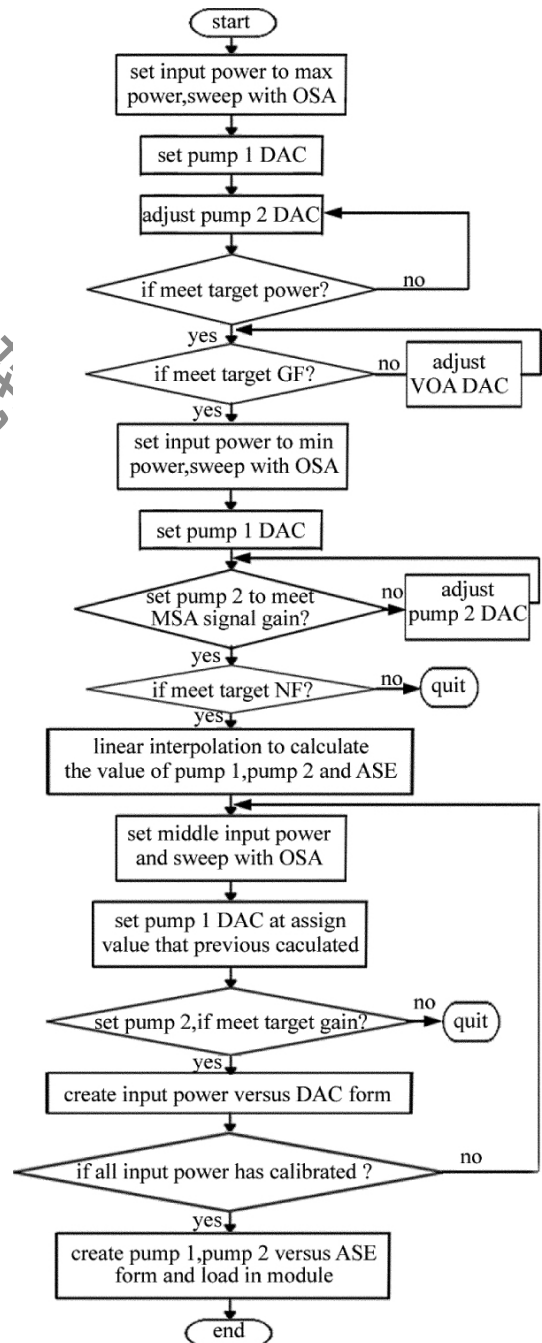 start
set input power to max
power,sweep with OSA
set pump 1 DAC
adjust pump 2 DAC
if meet target power?
no
yes
if meet target GF?
no
adjust
VOA DAC
yes
set input power to min
power,sweep with OSA
set pump 1 DAC
set pump 2 to meet
MSA signal gain?
no
adjust
pump 2 DAC
yes
if meet target NF?
no
quit
yes
linear interpolation to calculate
the value of pump 1,pump 2 and ASE
set middle input power
and sweep with OSA
set pump 1 DAC at assign
value that previous caculated
set pump 2,if meet target gain?
no
quit
yes
create input power versus DAC form
if all input power has calibrated ?
no
yes
create pump 1,pump 2 versus ASE
form and load in module
end